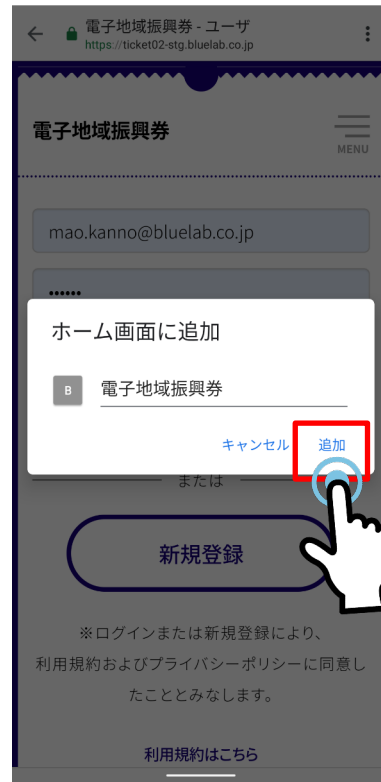 電子地域振興券 - ユーザ
https://ticket02-stg.bluelab.co.jp
電子地域振興券
MENU
mao.kanno@bluelab.co.jp
••••••
ホーム画面に追加
B 電子地域振興券
キャンセル 追加
または
新規登録
※ログインまたは新規登録により、
利用規約およびプライバシーポリシーに同意し
たこととみなします。
利用規約はこちら